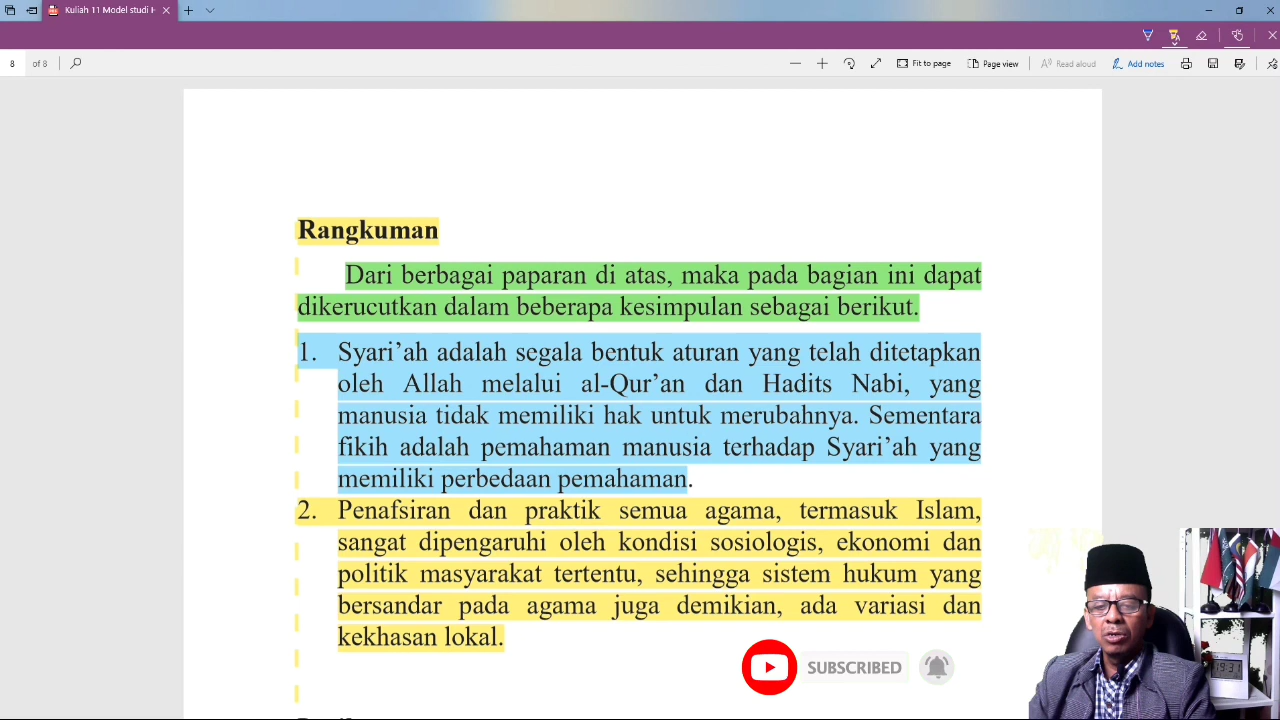 Kuliah 11 Model studi H
8
of 8
Fit to page
Page view
Read aloud
Add notes
Rangkuman
Dari berbagai paparan di atas, maka pada bagian ini dapat
dikerucutkan dalam beberapa kesimpulan sebagai berikut.
1. Syari’ah adalah segala bentuk aturan yang telah ditetapkan
oleh Allah melalui al-Qur’an dan Hadits Nabi, yang
manusia tidak memiliki hak untuk merubahnya. Sementara
fikih adalah pemahaman manusia terhadap Syari’ah yang
memiliki perbedaan pemahaman.
2. Penafsiran dan praktik semua agama, termasuk Islam,
sangat dipengaruhi oleh kondisi sosiologis, ekonomi dan
politik masyarakat tertentu, sehingga sistem hukum yang
bersandar pada agama juga demikian, ada variasi dan
kekhasan lokal.
SUBSCRIBED
19:31